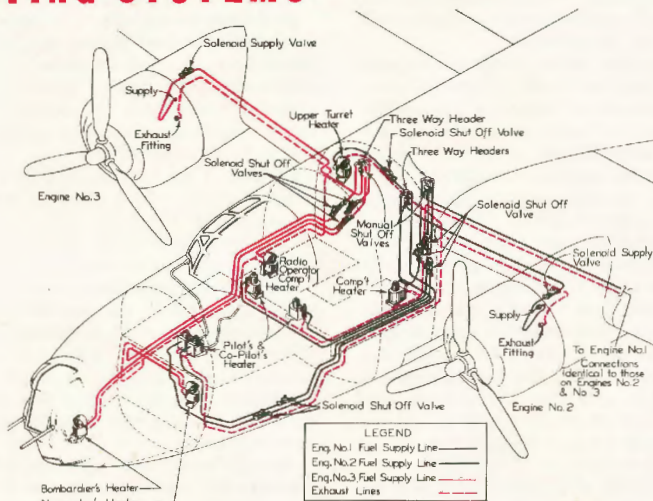 SYSTEMS
Solenoid Supply Valve
Supply
Exhaust
Fitting
Engine No.3
Upper Turret
Heater
Three Way Header
Solenoid Shut Off
Valve
Three Way Headers
Solenoid Shut Off
Valves
Manual
Shut Off
Valves
Solenoid Shut Off
Valve
Radio
Operator
Comp't
Heater
Comp't
Heater
Solenoid Supply
Valve
Supply
Exhaust
Fitting
To Engine No.1
Connections
identical to those
on Engines No.2
& No. 3
Engine No.2
Pilot's &
Co-Pilot's
Heater
Solenoid Shut Off Valve
Bombardier's Heater
LEGEND
Eng. No.1 Fuel Supply Line
Eng. No.2 Fuel Supply Line
Eng. No.3 Fuel Supply Line
Exhaust Lines